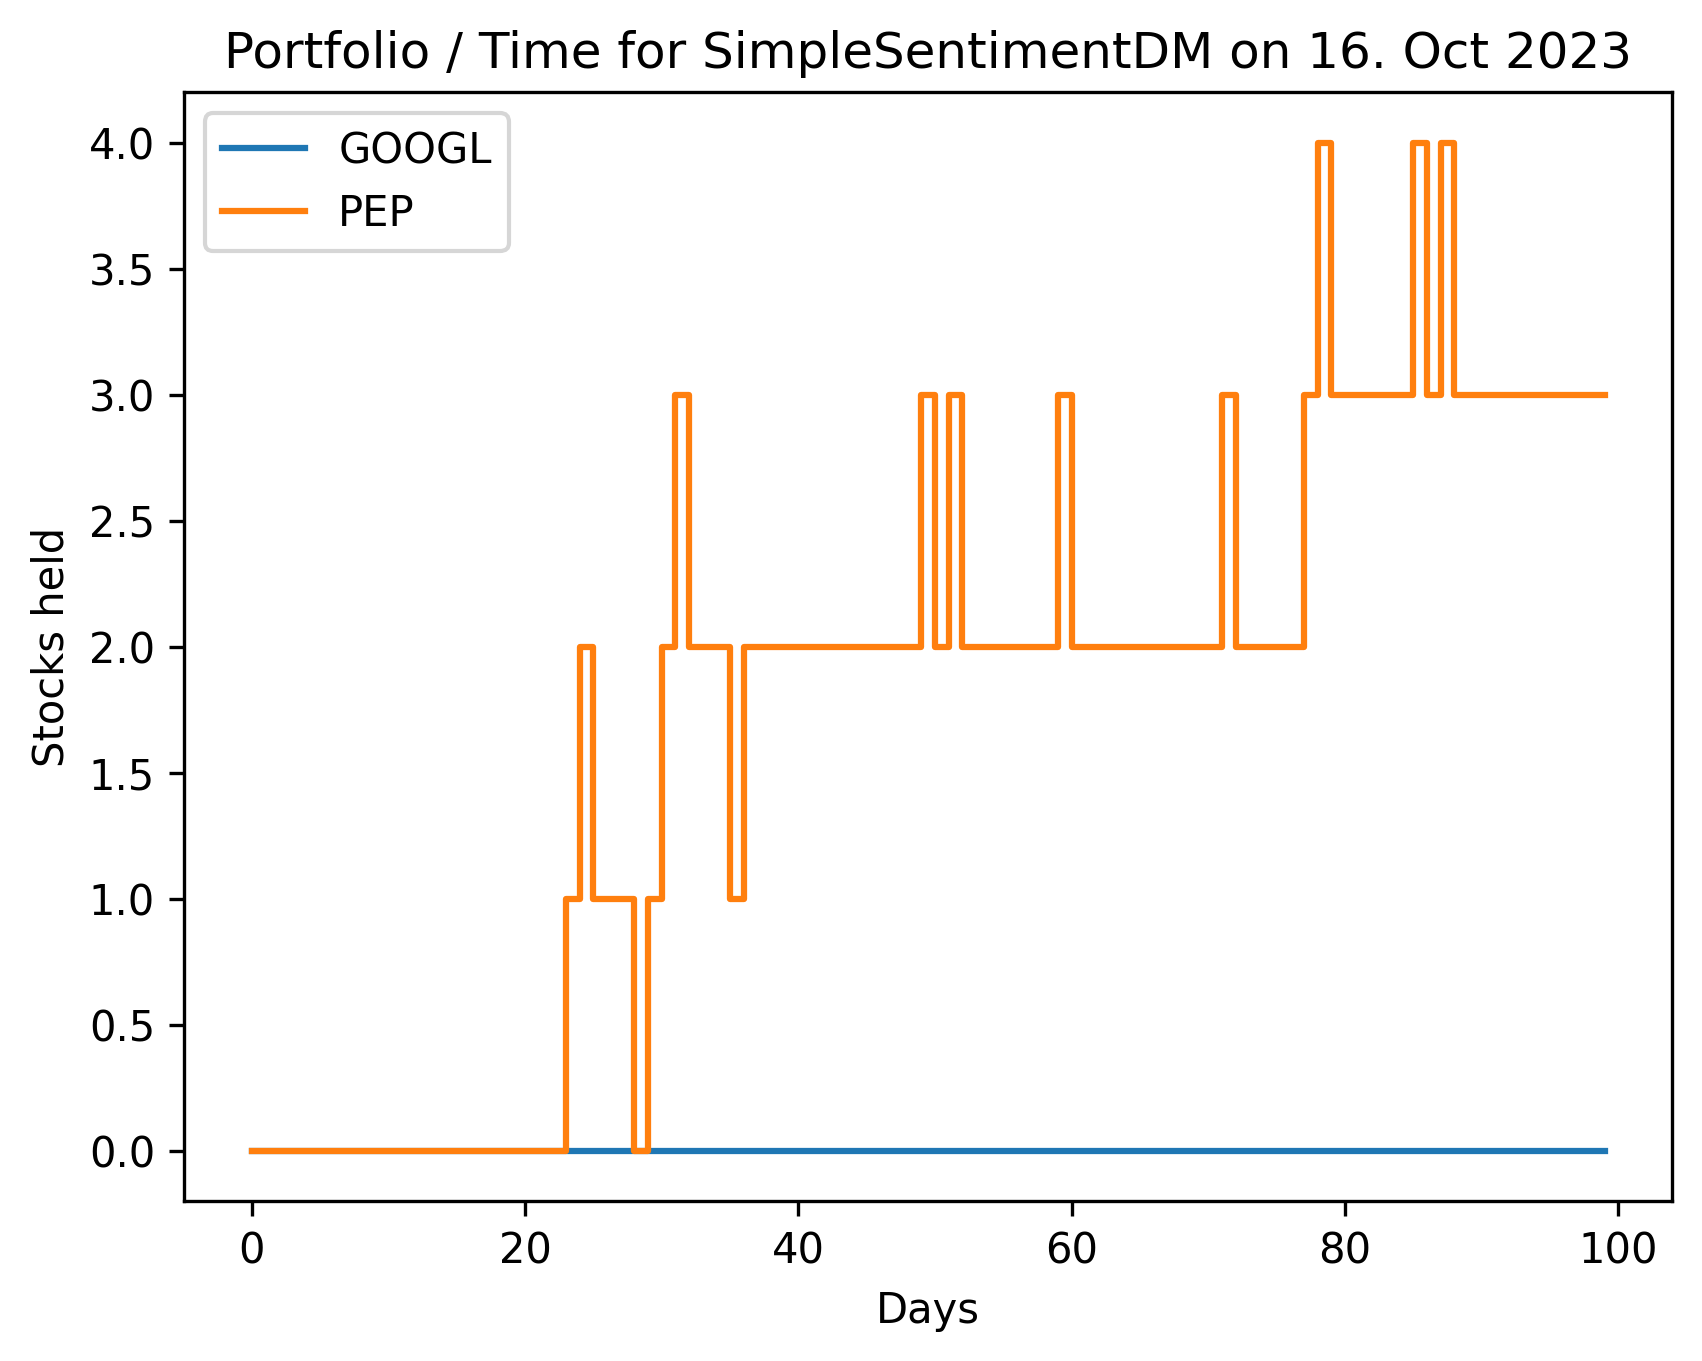 Portfolio / Time for SimpleSentimentDM on 16. Oct 2023
GOOGL
PEP
4.0
3.5
3.0
2.5
2.0
1.5
1.0
0.5
0.0
Stocks held
0 20 40 60 80 100
Days